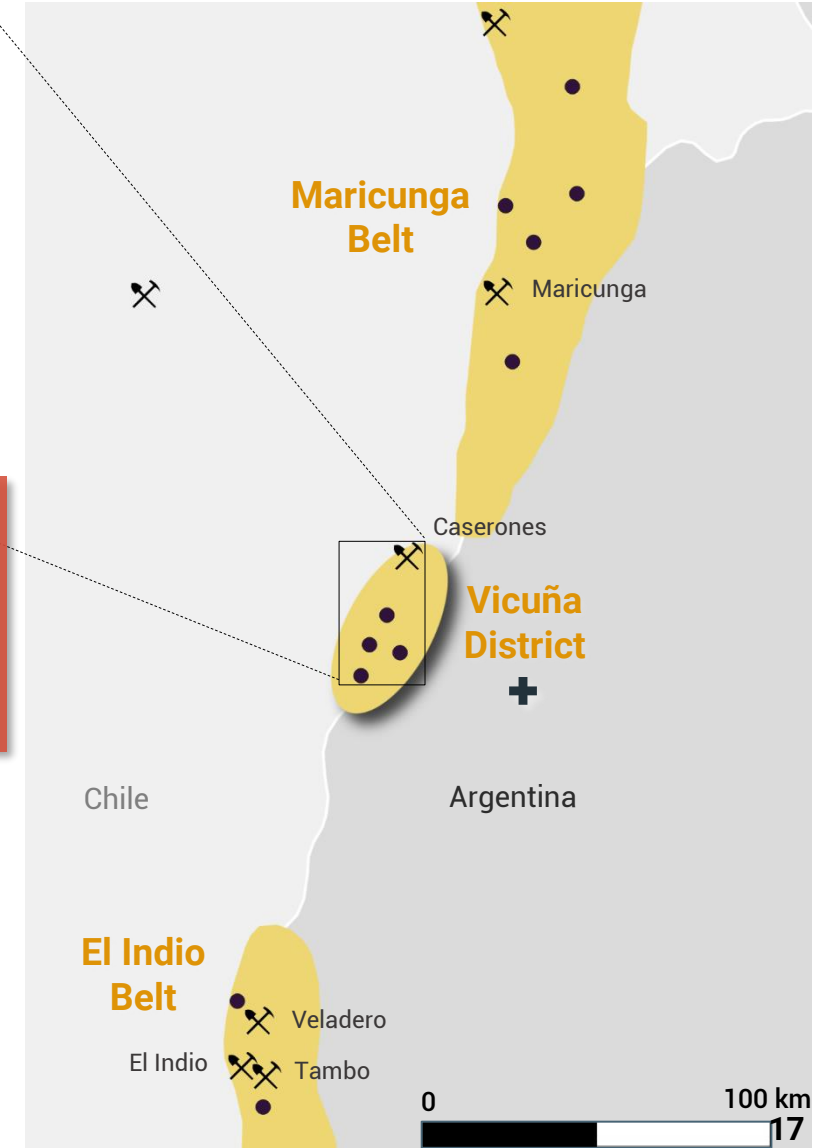 Maricunga
Belt
Maricunga
Caserones
Vicuña
District
Chile
Argentina
El Indio
Belt
Veladero
El Indio
Tambo
0
100 km
17